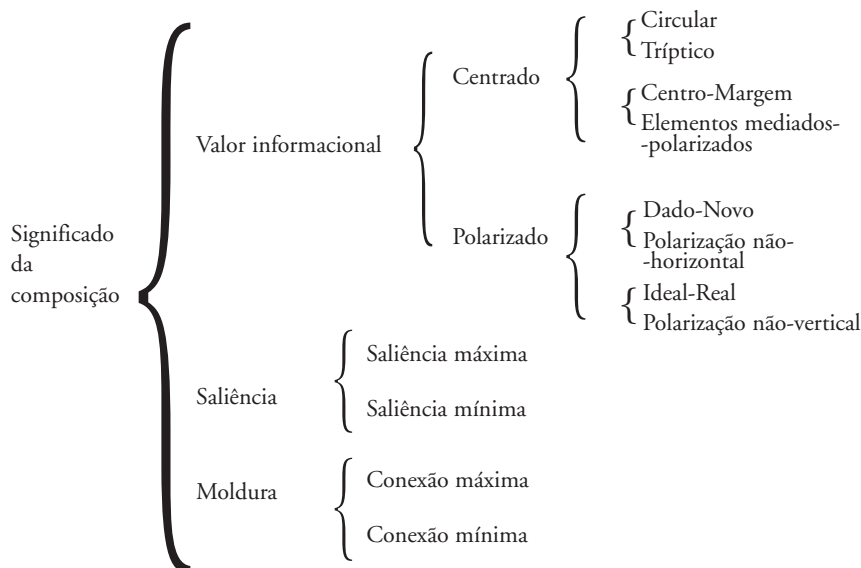 Significado
da
composição
Valor informacional
Centrado
Circular
Tríptico
Centro-Margem
Elementos mediados-
-polarizados
Polarizado
Dado-Novo
Polarização não-
-horizontal
Ideal-Real
Polarização não-vertical
Saliência
Saliência máxima
Saliência mínima
Moldura
Conexão máxima
Conexão mínima